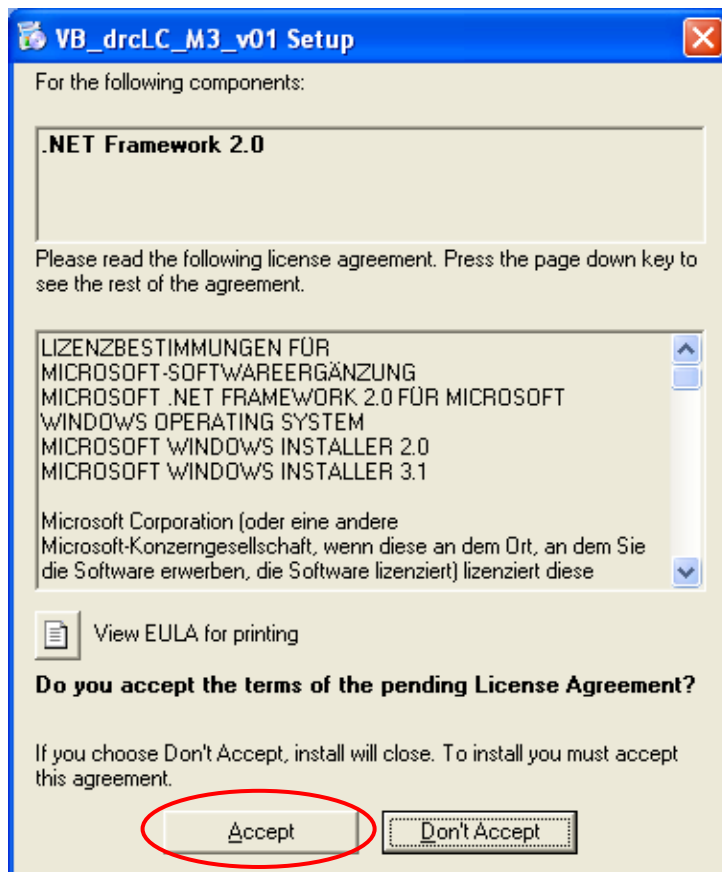 VB_drcLC_M3_v01 Setup
For the following components:
.NET Framework 2.0
Please read the following license agreement. Press the page down key to
see the rest of the agreement.
LIZENZBESTIMMUNGEN FÜR
MICROSOFT-SOFTWAREERGÄNZUNG
MICROSOFT .NET FRAMEWORK 2.0 FÜR MICROSOFT
WINDOWS OPERATING SYSTEM
MICROSOFT WINDOWS INSTALLER 2.0
MICROSOFT WINDOWS INSTALLER 3.1
Microsoft Corporation (oder eine andere
Microsoft-Konzerngesellschaft, wenn diese an dem Ort, an dem Sie
die Software erwerben, die Software lizenziert) lizenziert diese
View EULA for printing
Do you accept the terms of the pending License Agreement?
If you choose Don't Accept, install will close. To install you must accept
this agreement.
Accept
Don't Accept